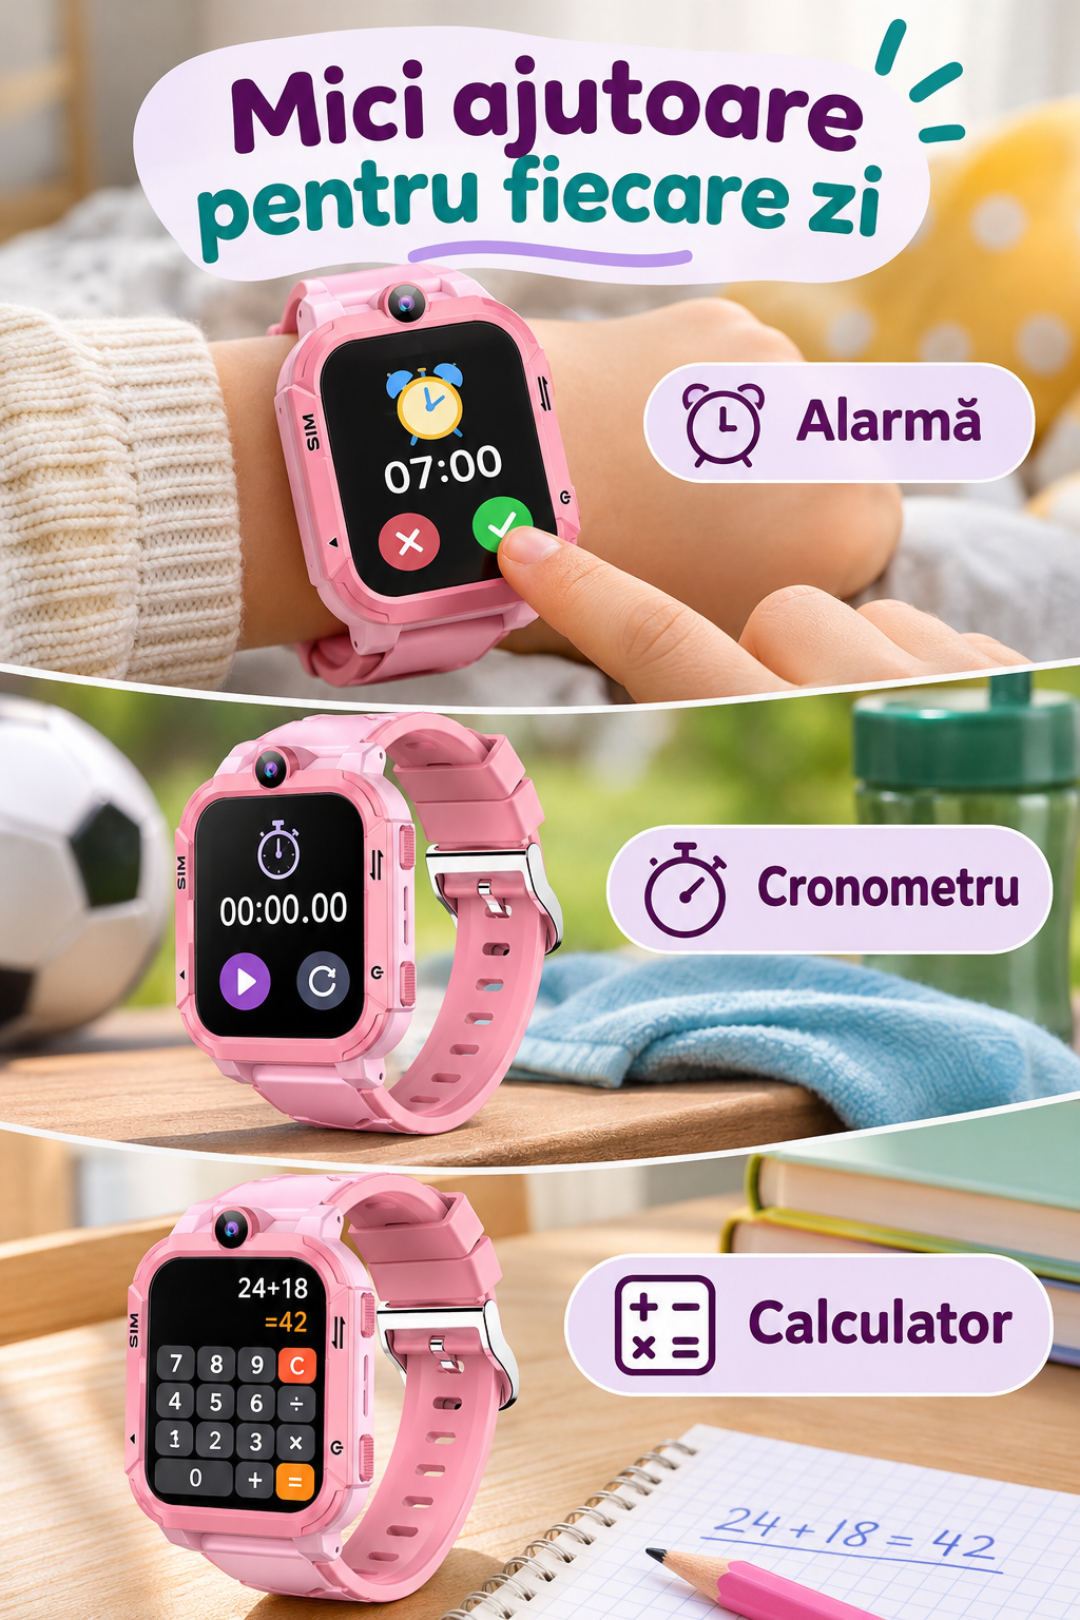 Mici ajutoare
pentru fiecare zi
SIM
07:00
Alarmă
SIM
00:00.00
Cronometru
SIM
24+18
=42
7 8 9 C
4 5 6 ÷
1 2 3 ×
0 + =
Calculator
24 + 18 = 42